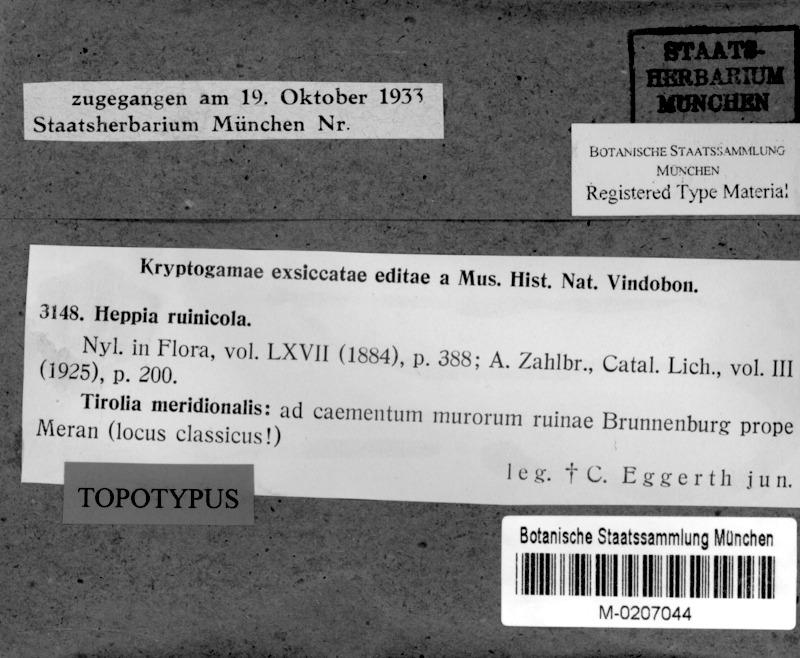 STAATS-
HERBARIUM
MÜNCHEN
zugegangen am 19. Oktober 1933
Staatsherbarium München Nr.
BOTANISCHE STAATSSAMMLUNG
MÜNCHEN
Registered Type Material
Kryptogamae exsiccatae editae a Mus. Hist. Nat. Vindobon.
3148. Heppia ruinicola.
Nyl. in Flora, vol. LXVII (1884), p. 388; A. Zahlbr., Catal. Lich., vol. III
(1925), p. 200.
Tirolia meridionalis: ad caementum murorum ruinae Brunnenburg prope
Meran (locus classicus!)
leg. † C. Eggerth jun.
TOPOTYPUS
Botanische Staatssammlung München
M-0207044